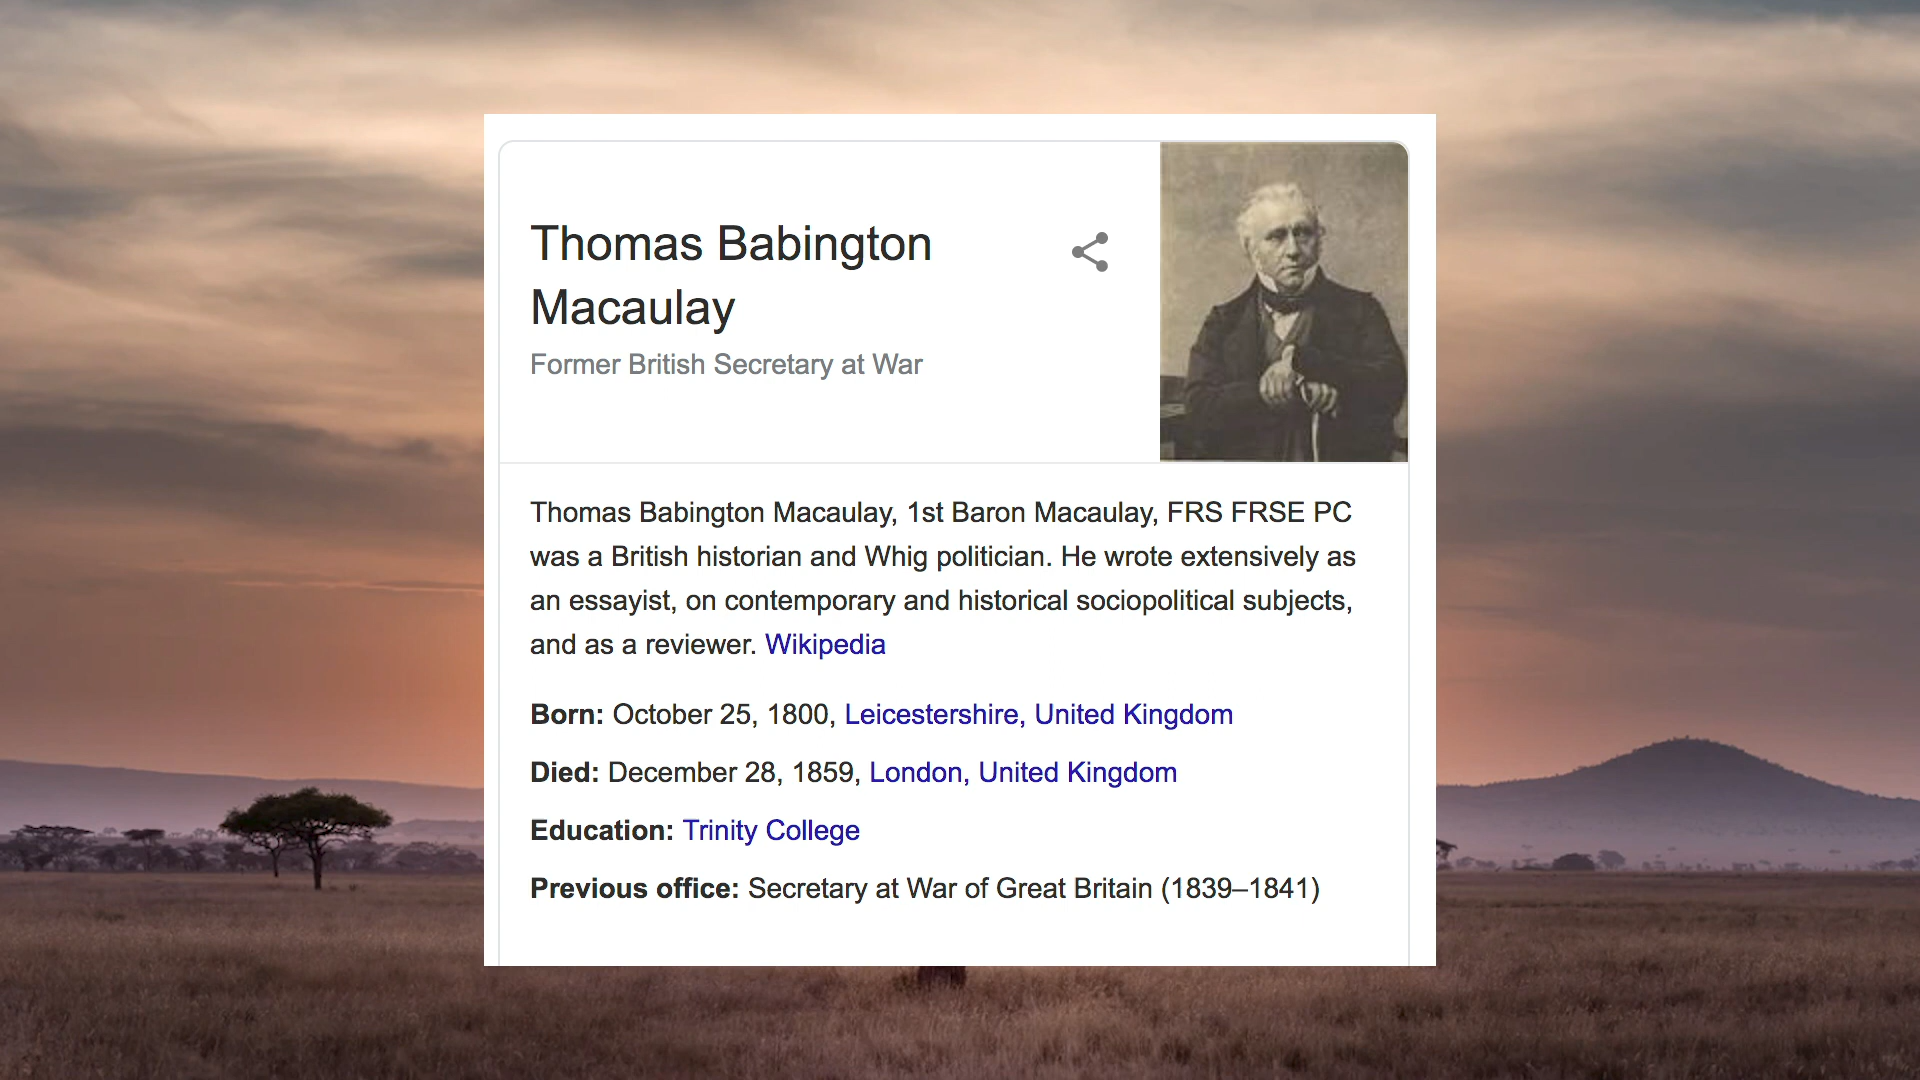 Thomas Babington
Macaulay
Former British Secretary at War
Thomas Babington Macaulay, 1st Baron Macaulay, FRS FRSE PC
was a British historian and Whig politician. He wrote extensively as
an essayist, on contemporary and historical sociopolitical subjects,
and as a reviewer. Wikipedia
Born: October 25, 1800, Leicestershire, United Kingdom
Died: December 28, 1859, London, United Kingdom
Education: Trinity College
Previous office: Secretary at War of Great Britain (1839–1841)